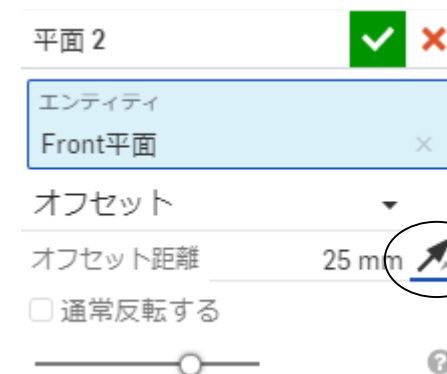 平面 2
エンティティ
Front平面
オフセット
オフセット距離 25 mm
通常反転する